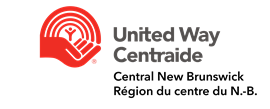 United Way
Centraide
Central New Brunswick
Région du centre du N.-B.